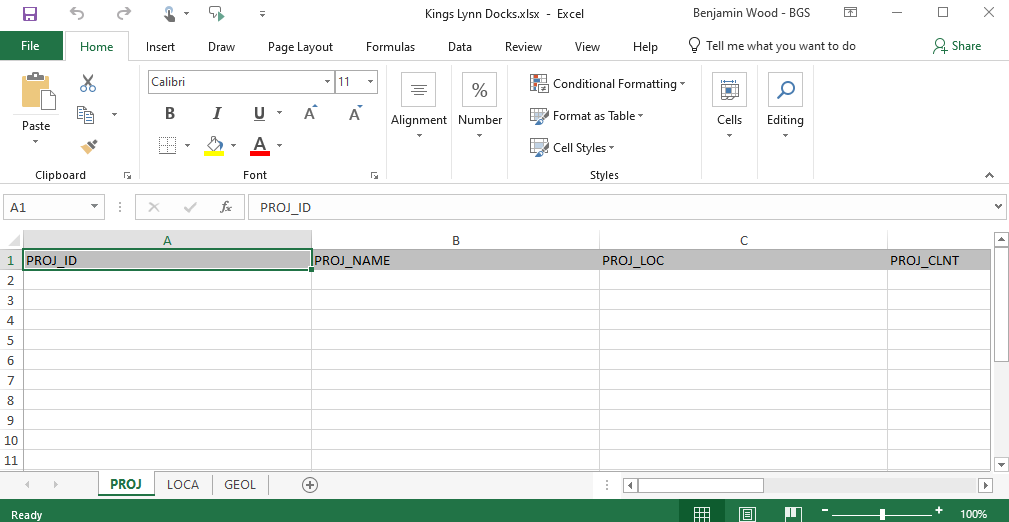 Kings Lynn Docks.xlsx - Excel Benjamin Wood - BGS
File Home Insert Draw Page Layout Formulas Data Review View Help Tell me what you want to do Share
Calibri 11
Conditional Formatting
Paste B I U A A Alignment Number % Format as Table Cells Editing
A Cell Styles
Clipboard Font Styles
A1 fx PROJ_ID
A B C
1 PROJ_ID PROJ_NAME PROJ_LOC PROJ_CLNT
2
3
4
5
6
7
8
9
10
11
PROJ LOCA GEOL
Ready 100%